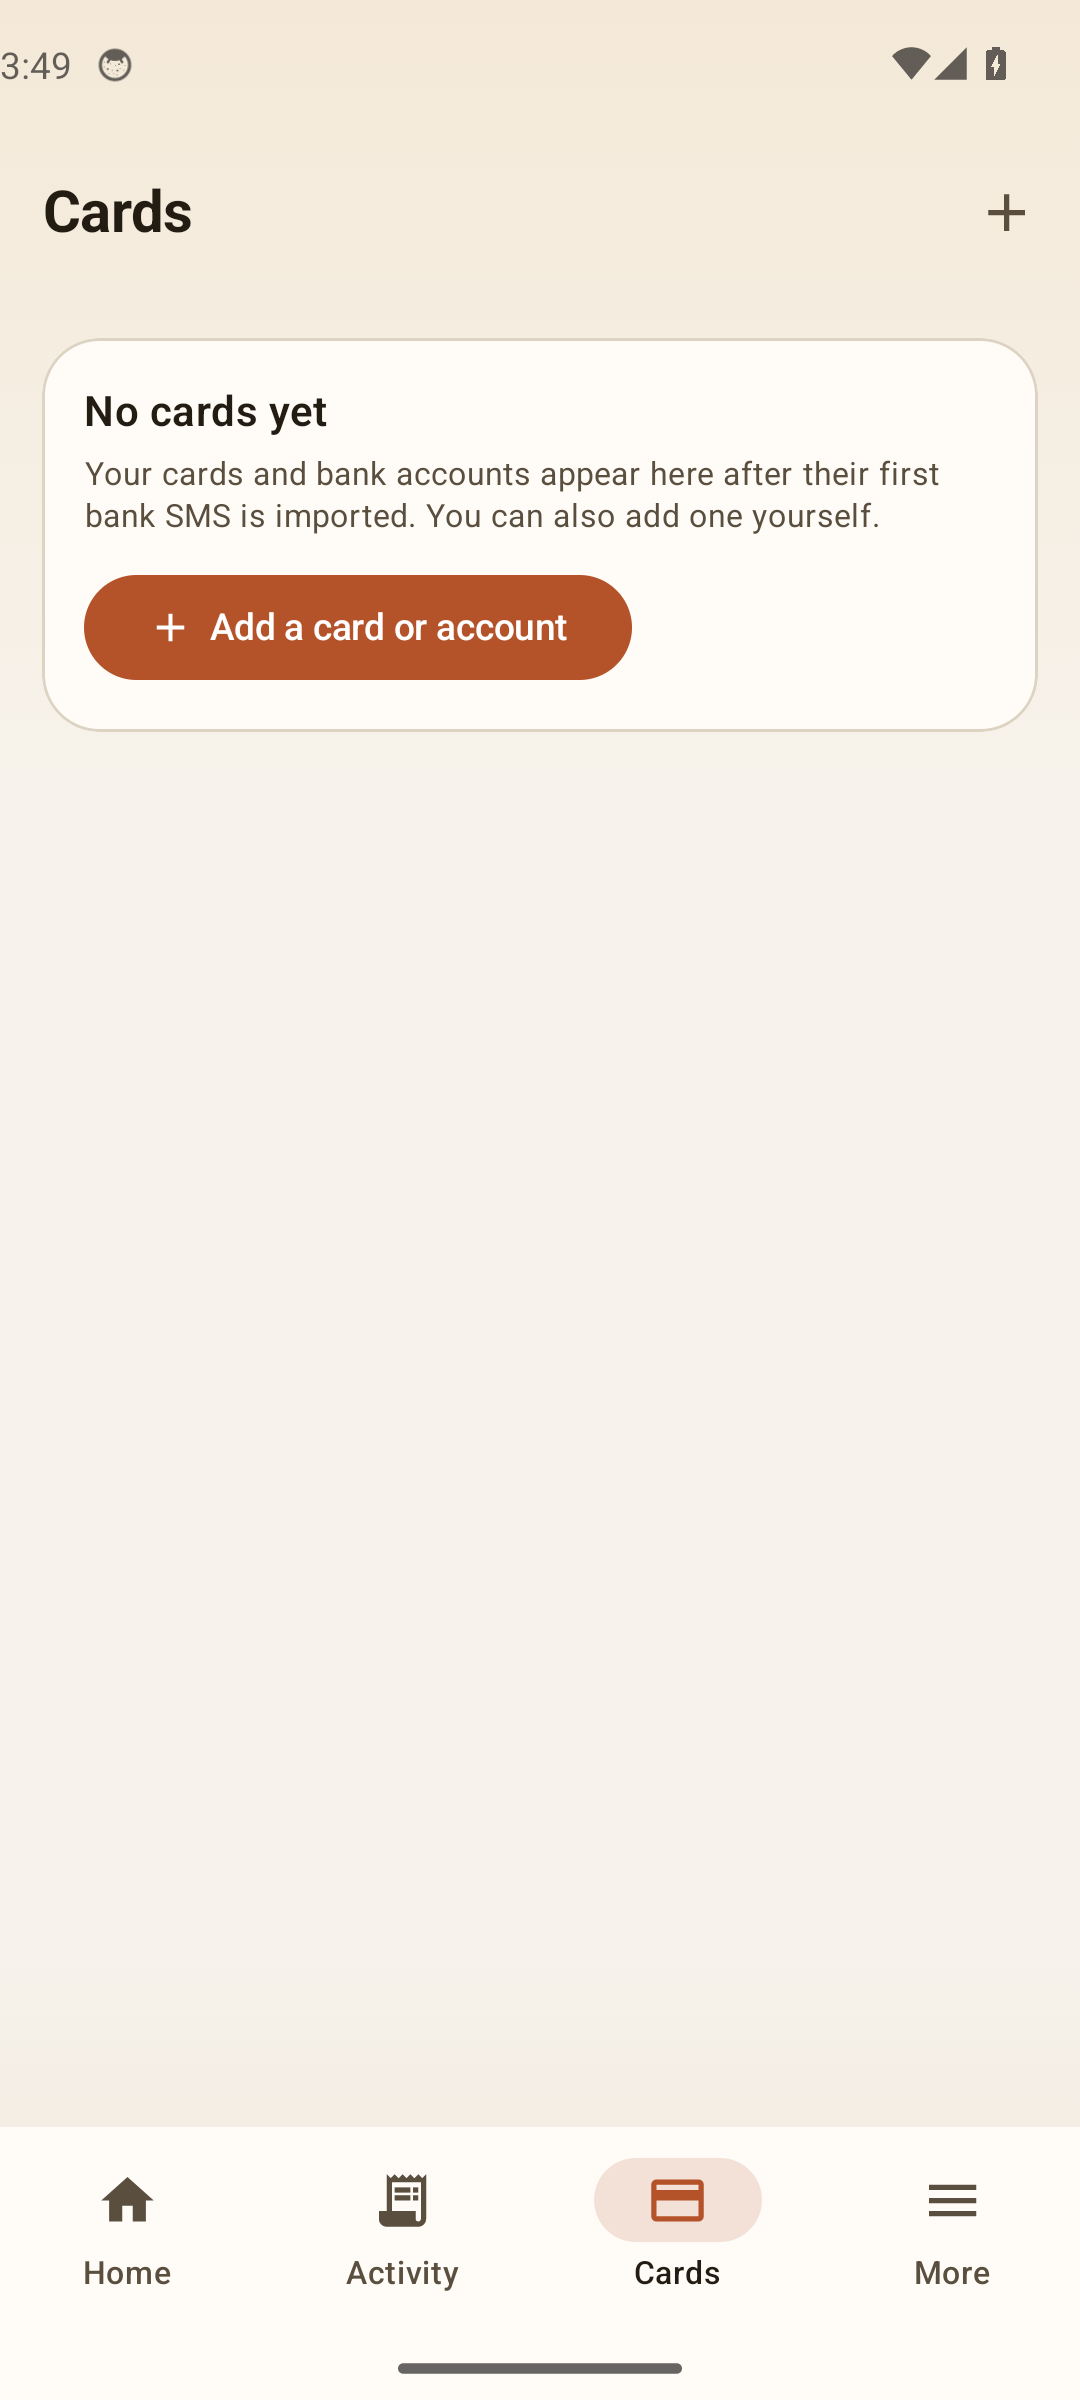 3:49
Cards
No cards yet
Your cards and bank accounts appear here after their first
bank SMS is imported. You can also add one yourself.
Add a card or account
Home
Activity
Cards
More